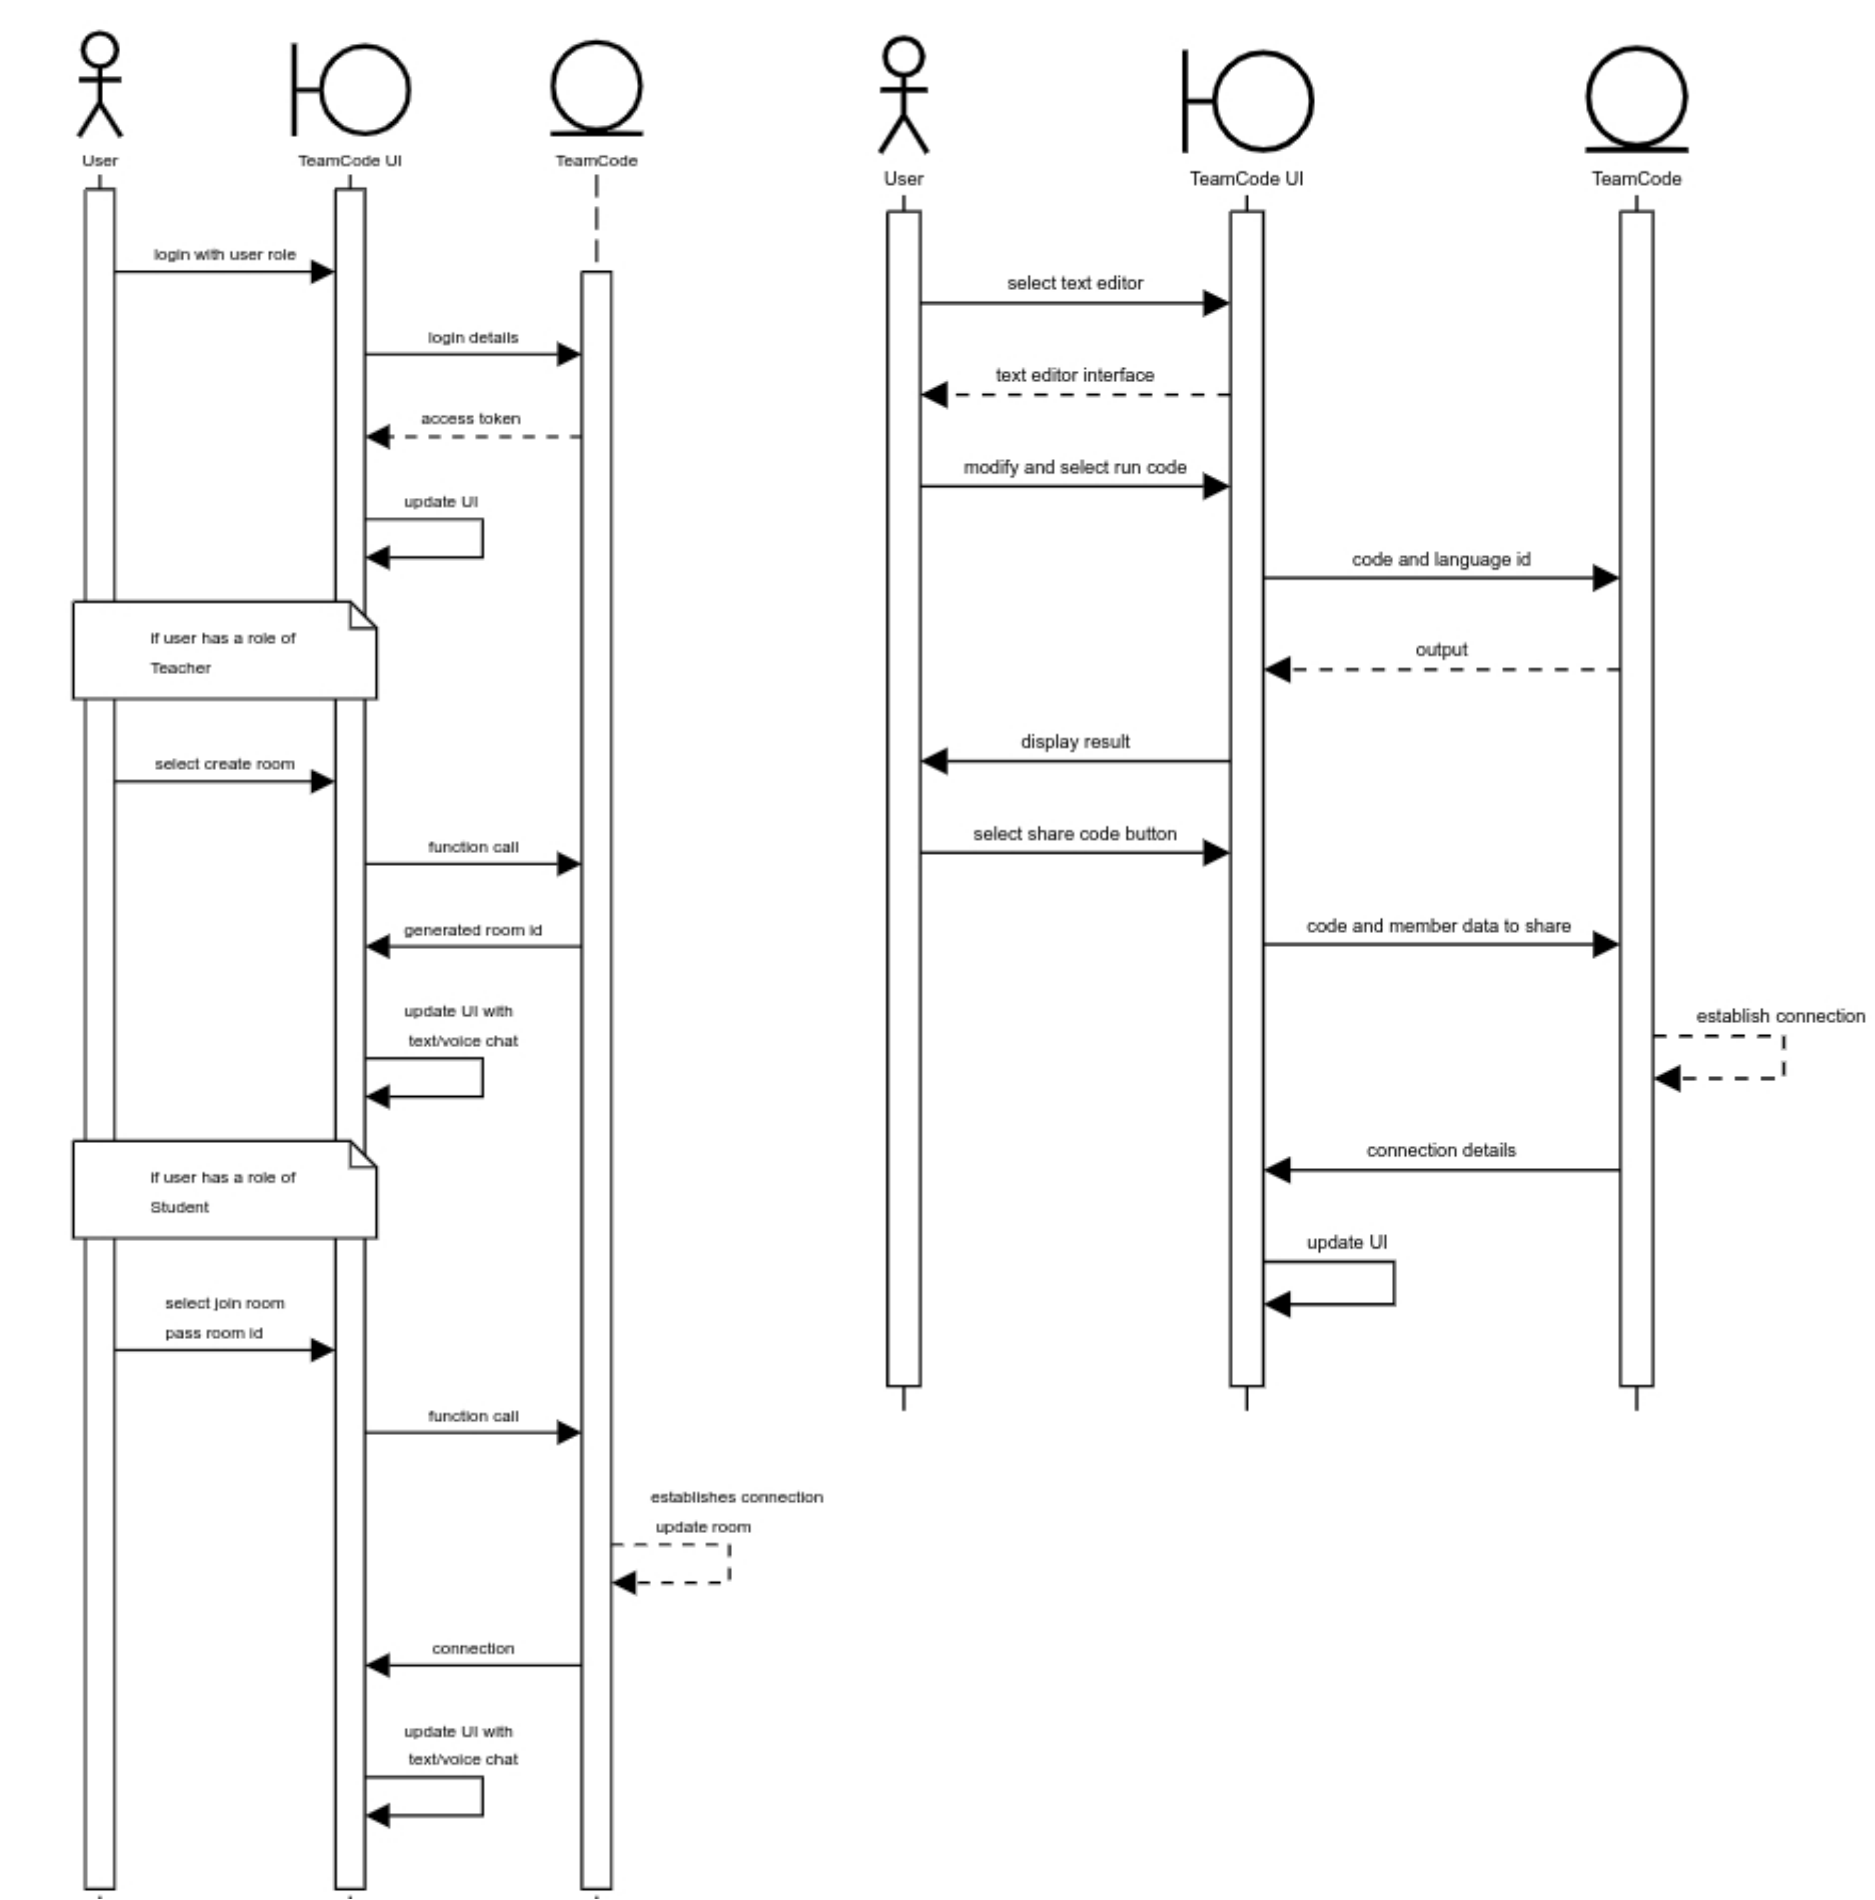 User
TeamCode UI
TeamCode
login with user role
login details
access token
update UI
If user has a role of
Teacher
select create room
function call
generated room id
update UI with
text/voice chat
If user has a role of
Student
select join room
pass room id
function call
establishes connection
update room
connection
update UI with
text/voice chat
User
TeamCode UI
TeamCode
select text editor
text editor interface
modify and select run code
code and language id
output
display result
select share code button
code and member data to share
establish connection
connection details
update UI